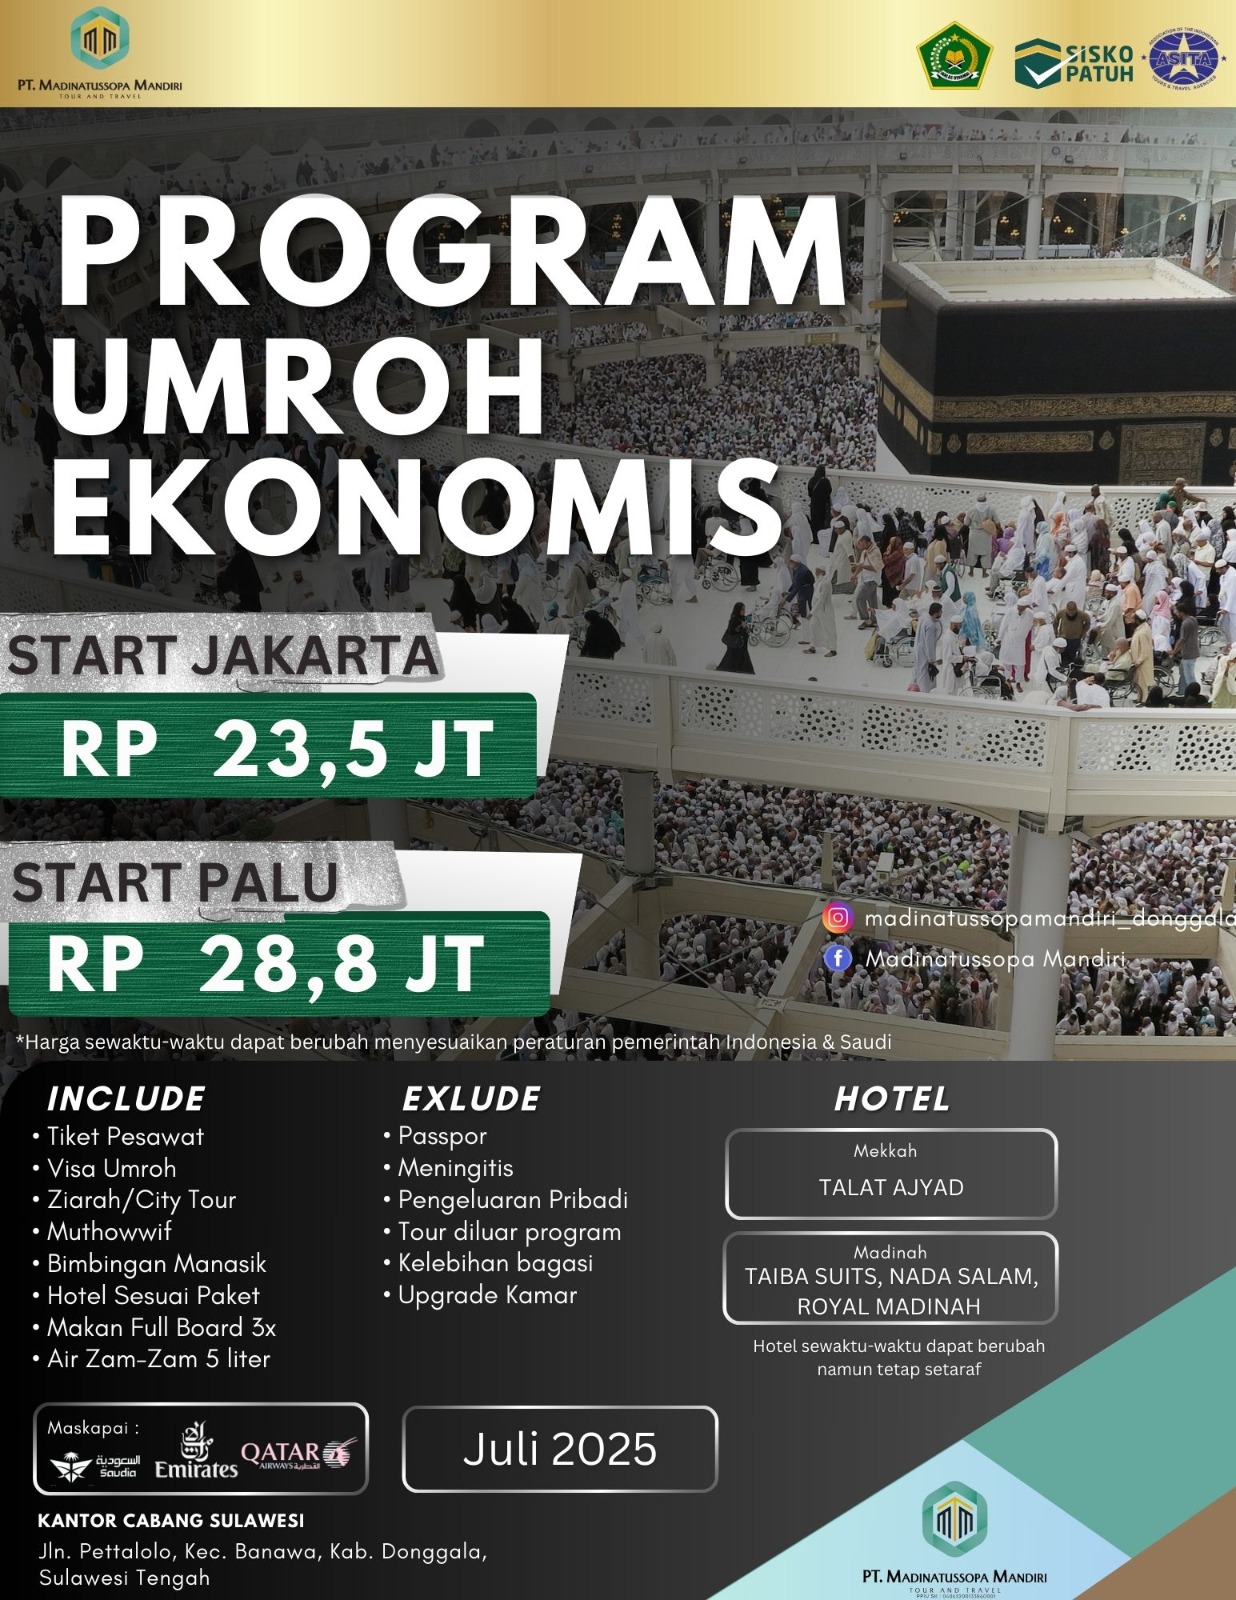 PT. MADINATUSSOPA MANDIRI
TOUR AND TRAVEL
SISKO
PATUH
ASITA
PROGRAM
UMROH
EKONOMIS
START JAKARTA
RP 23,5 JT
START PALU
RP 28,8 JT
madinatussopamandiri_donggala
Madinatussopa Mandiri
*Harga sewaktu-waktu dapat berubah menyesuaikan peraturan pemerintah Indonesia & Saudi
INCLUDE
• Tiket Pesawat
• Visa Umroh
• Ziarah/City Tour
• Muthowwif
• Bimbingan Manasik
• Hotel Sesuai Paket
• Makan Full Board 3x
• Air Zam-Zam 5 liter
EXLUDE
• Passpor
• Meningitis
• Pengeluaran Pribadi
• Tour diluar program
• Kelebihan bagasi
• Upgrade Kamar
HOTEL
Mekkah
TALAT AJYAD
Madinah
TAIBA SUITS, NADA SALAM,
ROYAL MADINAH
Hotel sewaktu-waktu dapat berubah
namun tetap setaraf
Maskapai :
السعودية
Saudia
Emirates
QATAR
AIRWAYS القطرية
Juli 2025
KANTOR CABANG SULAWESI
Jln. Pettalolo, Kec. Banawa, Kab. Donggala,
Sulawesi Tengah
PT. MADINATUSSOPA MANDIRI
TOUR AND TRAVEL